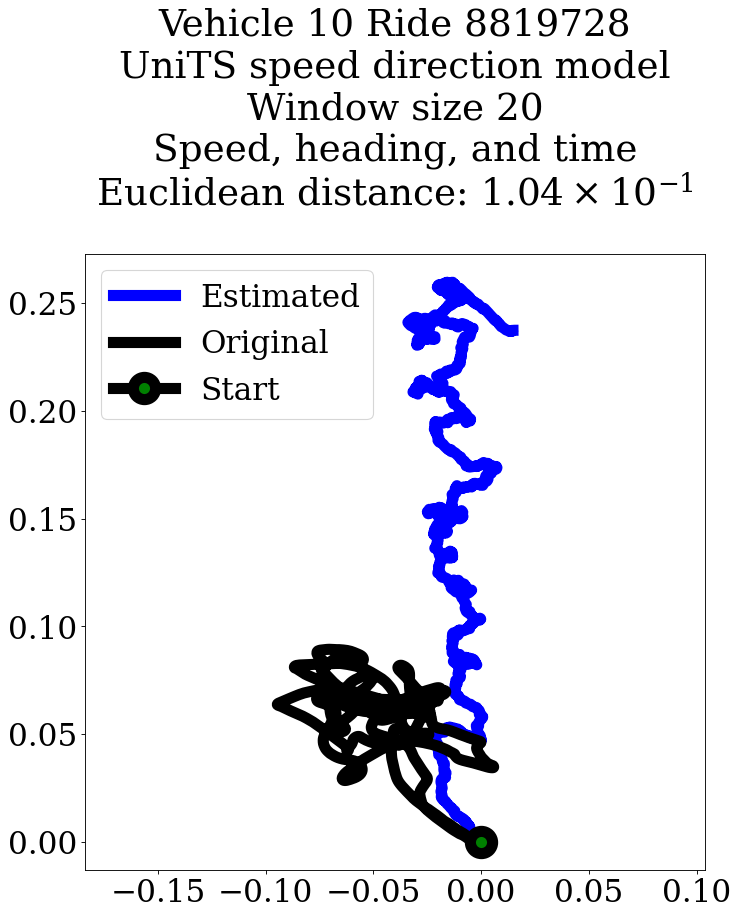 Vehicle 10 Ride 8819728
UniTS speed direction model
Window size 20
Speed, heading, and time
Euclidean distance: 1.04 × 10⁻¹
Estimated
Original
Start
0.25
0.20
0.15
0.10
0.05
0.00
−0.15 −0.10 −0.05 0.00 0.05 0.10